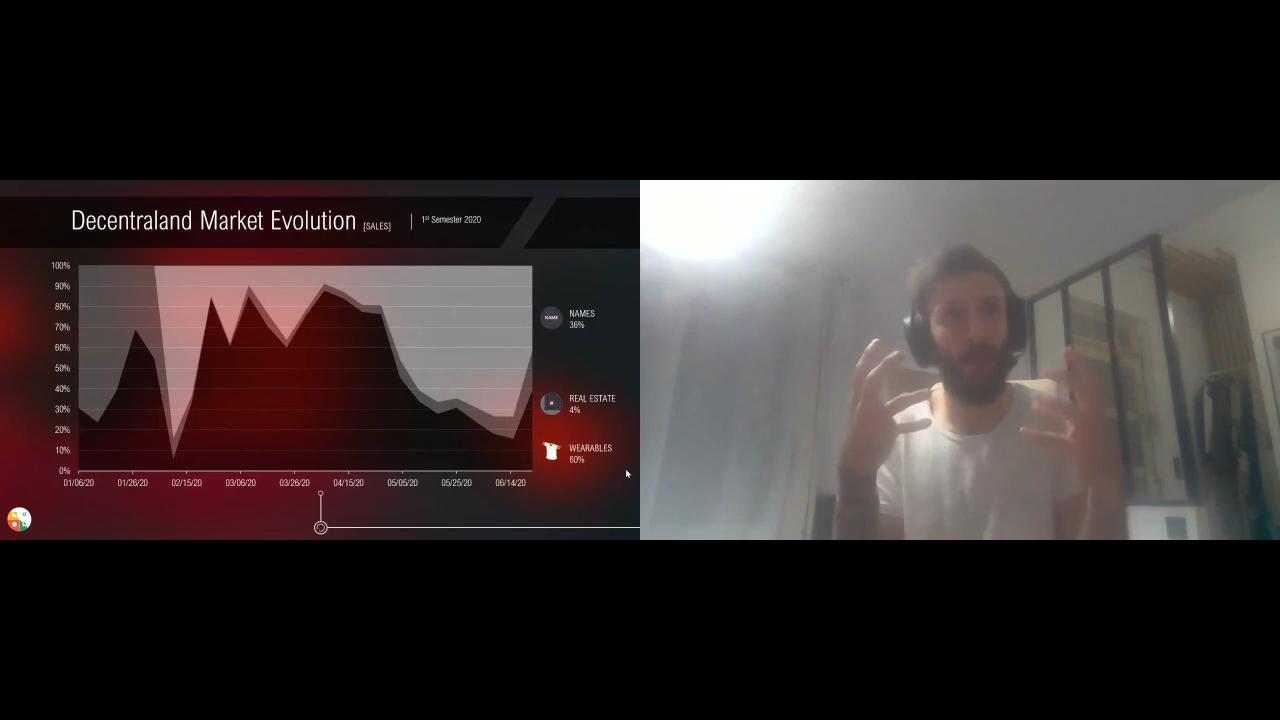 Decentraland Market Evolution [SALES] | 1st Semester 2020
100%
90%
80%
70%
60%
50%
40%
30%
20%
10%
0%
01/06/20 01/26/20 02/15/20 03/06/20 03/26/20 04/15/20 05/05/20 05/25/20 06/14/20
NAME
NAMES
36%
REAL ESTATE
4%
WEARABLES
60%